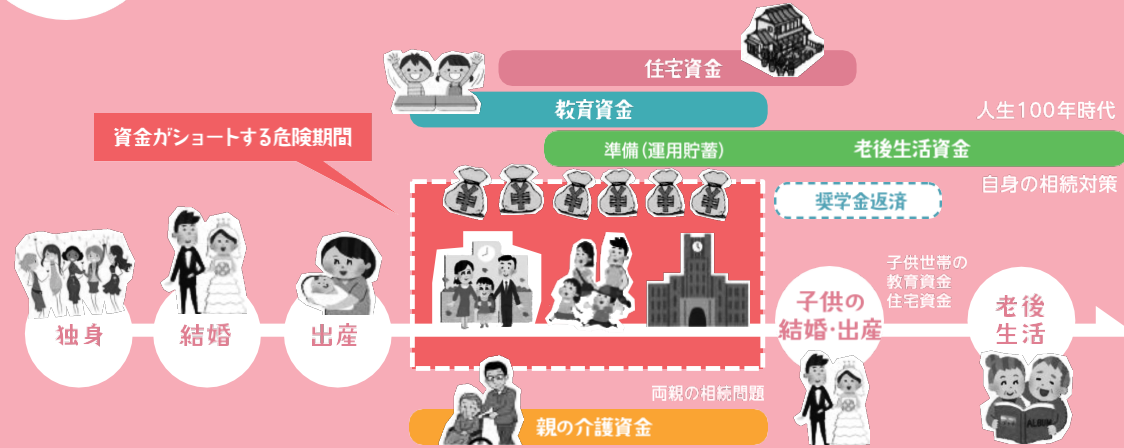 住宅資金
教育資金
人生100年時代
資金がショートする危険期間
準備(運用貯蓄)
老後生活資金
自身の相続対策
奨学金返済
¥ ¥ ¥ ¥ ¥ ¥
独身
結婚
出産
子供の
結婚・出産
子供世帯の
教育資金
住宅資金
老後
生活
両親の相続問題
親の介護資金
ALBUM